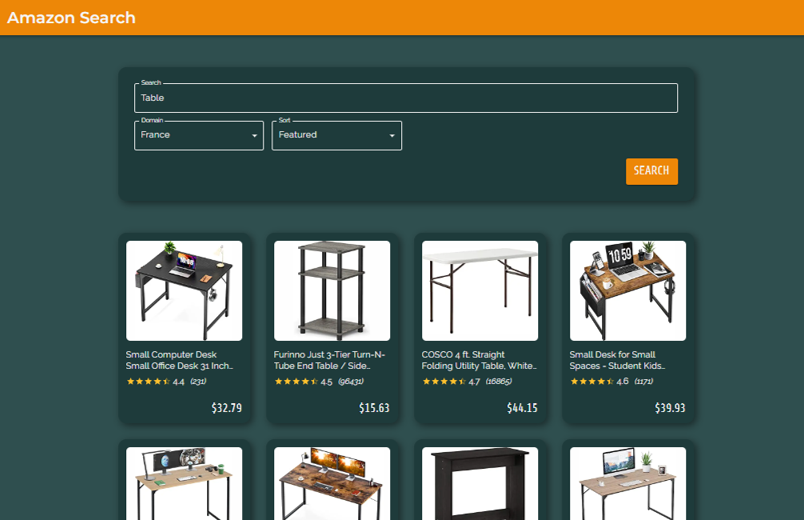 Amazon Search
Search
Table
Domain
Sort
France
Featured
SEARCH
10:59
Small Computer Desk
Small Office Desk 31 Inch...
4.4 (231)
$32.79
Furinno Just 3-Tier Turn-N-
Tube End Table / Side...
4.5 (96431)
$15.63
COSCO 4 ft. Straight
Folding Utility Table, White...
4.7 (16865)
$44.15
Small Desk for Small
Spaces - Student Kids...
4.6 (1171)
$39.93